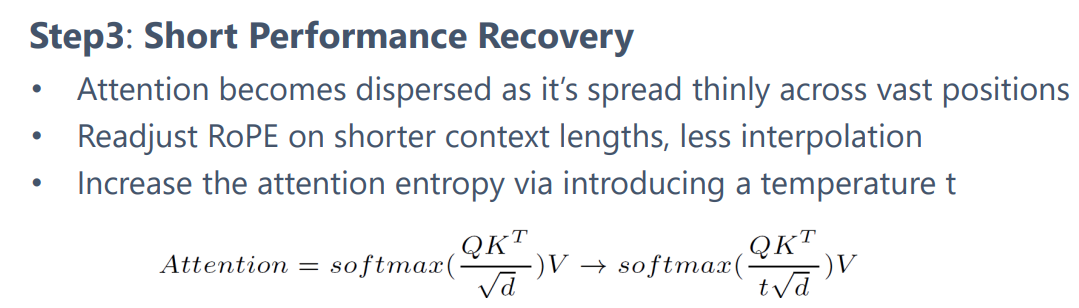 Step3: Short Performance Recovery
• Attention becomes dispersed as it's spread thinly across vast positions
• Readjust RoPE on shorter context lengths, less interpolation
• Increase the attention entropy via introducing a temperature t
Attention = softmax(\frac{QK^T}{\sqrt{d}})V → softmax(\frac{QK^T}{t\sqrt{d}})V